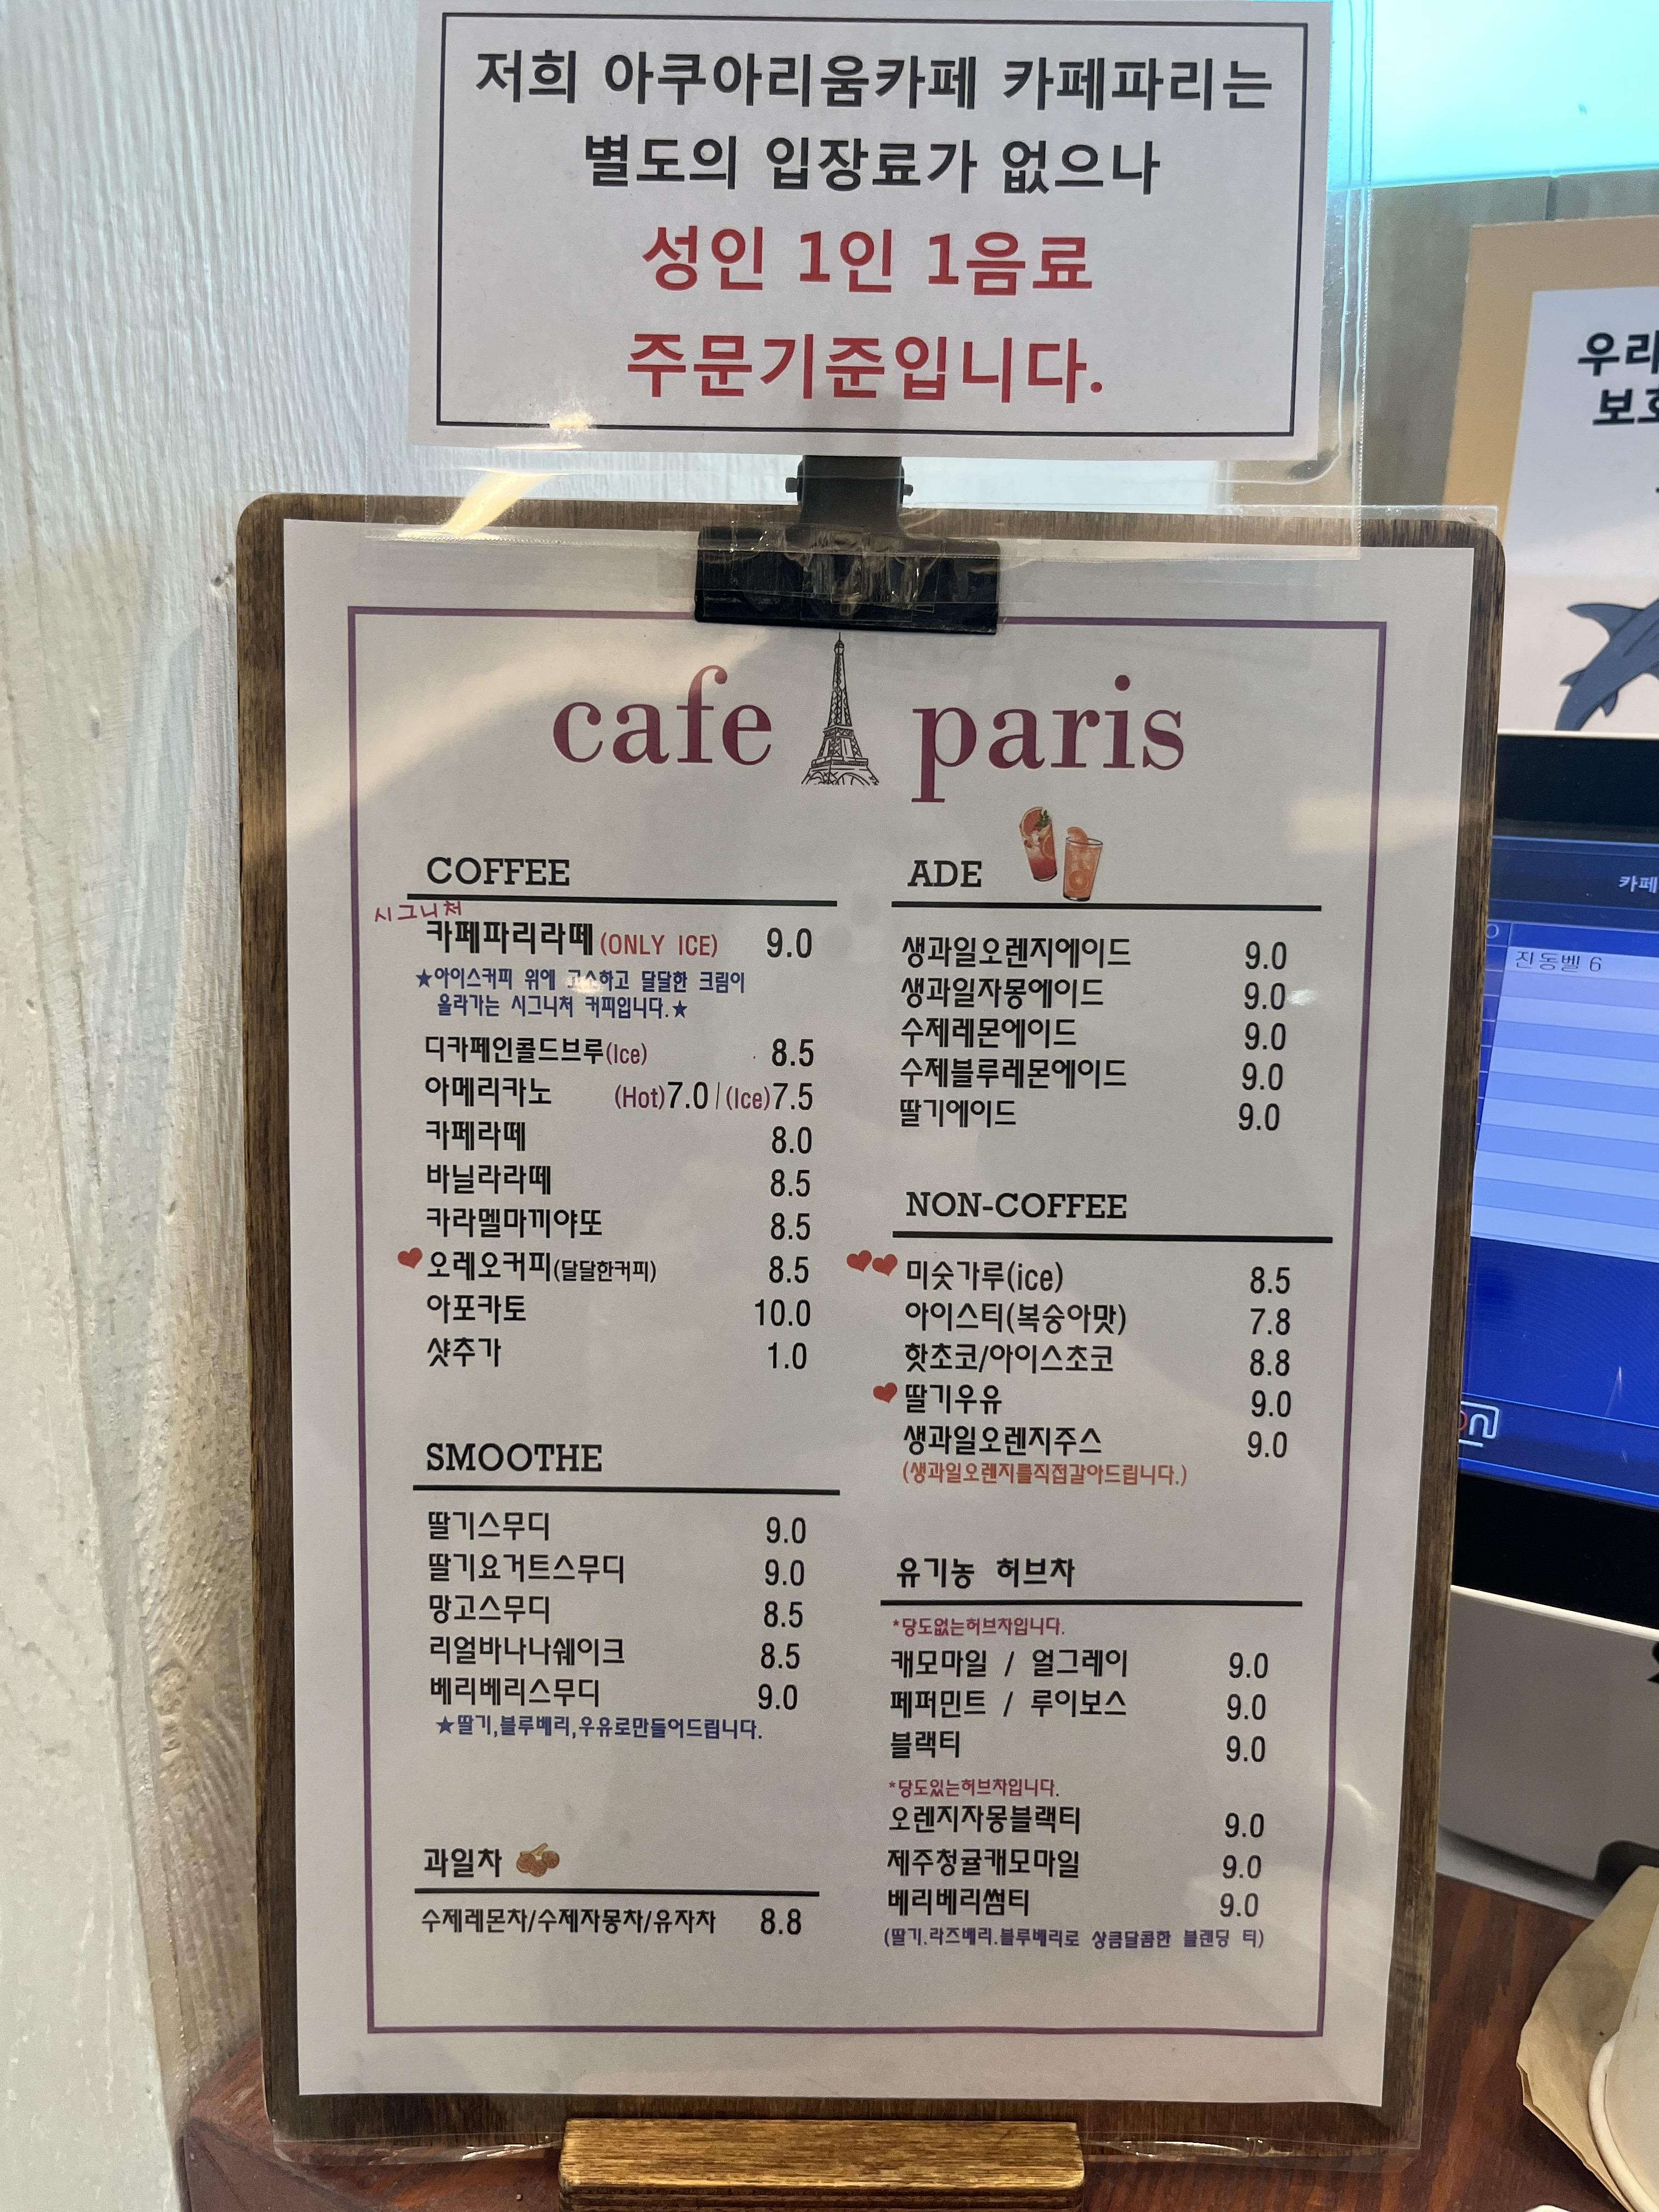 저희 아쿠아리움카페 카페파리는
별도의 입장료가 없으나
성인 1인 1음료
주문기준입니다.
cafe paris
COFFEE
시그니처
카페파리라떼(ONLY ICE) 9.0
★아이스커피 위에 고소하고 달달한 크림이
올라가는 시그니처 커피입니다.★
디카페인콜드브루(Ice) 8.5
아메리카노 (Hot)7.0/(Ice)7.5
카페라떼 8.0
바닐라라떼 8.5
카라멜마끼야또 8.5
오레오커피(달달한커피) 8.5
아포카토 10.0
샷추가 1.0
SMOOTHE
딸기스무디 9.0
딸기요거트스무디 9.0
망고스무디 8.5
리얼바나나쉐이크 8.5
베리베리스무디 9.0
★딸기,블루베리,우유로만들어드립니다.
과일차
수제레몬차/수제자몽차/유자차 8.8
ADE
생과일오렌지에이드 9.0
생과일자몽에이드 9.0
수제레몬에이드 9.0
수제블루레몬에이드 9.0
딸기에이드 9.0
NON-COFFEE
미숫가루(ice) 8.5
아이스티(복숭아맛) 7.8
핫초코/아이스초코 8.8
딸기우유 9.0
생과일오렌지주스 9.0
(생과일오렌지를직접갈아드립니다.)
유기농 허브차
*당도없는허브차입니다.
캐모마일 / 얼그레이 9.0
페퍼민트 / 루이보스 9.0
블랙티 9.0
*당도있는허브차입니다.
오렌지자몽블랙티 9.0
제주청귤캐모마일 9.0
베리베리썸티 9.0
(딸기.라즈베리.블루베리로 상큼달콤한 블렌딩 티)
우리
카페
진동벨 6